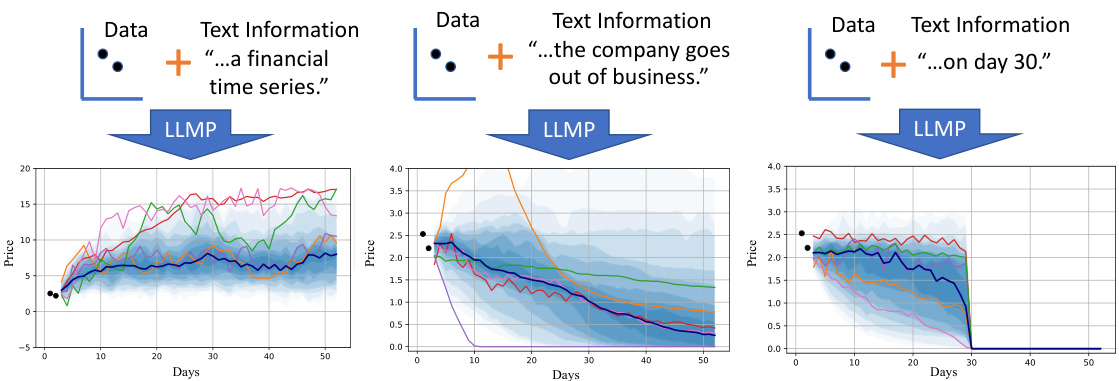 Data
Text Information
“...a financial
time series.”
LLMP
20
15
10
5
0
−5
Price
0
10
20
30
40
50
Days
Data
Text Information
“...the company goes
out of business.”
LLMP
4.0
3.5
3.0
2.5
2.0
1.5
1.0
0.5
0.0
Price
0
10
20
30
40
50
Days
Data
Text Information
“...on day 30.”
LLMP
4.0
3.5
3.0
2.5
2.0
1.5
1.0
0.5
0.0
Price
0
10
20
30
40
50
Days